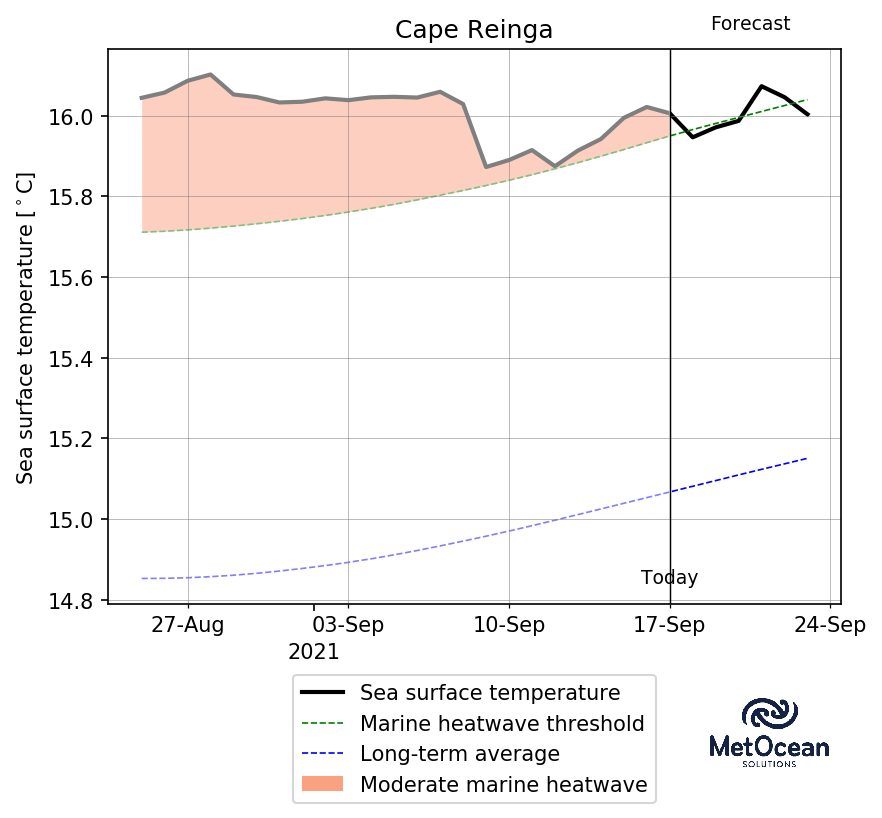 Cape Reinga
Forecast
Sea surface temperature [°C]
16.0
15.8
15.6
15.4
15.2
15.0
14.8
Today
27-Aug
03-Sep
10-Sep
17-Sep
24-Sep
2021
Sea surface temperature
Marine heatwave threshold
Long-term average
Moderate marine heatwave
MetOcean
SOLUTIONS